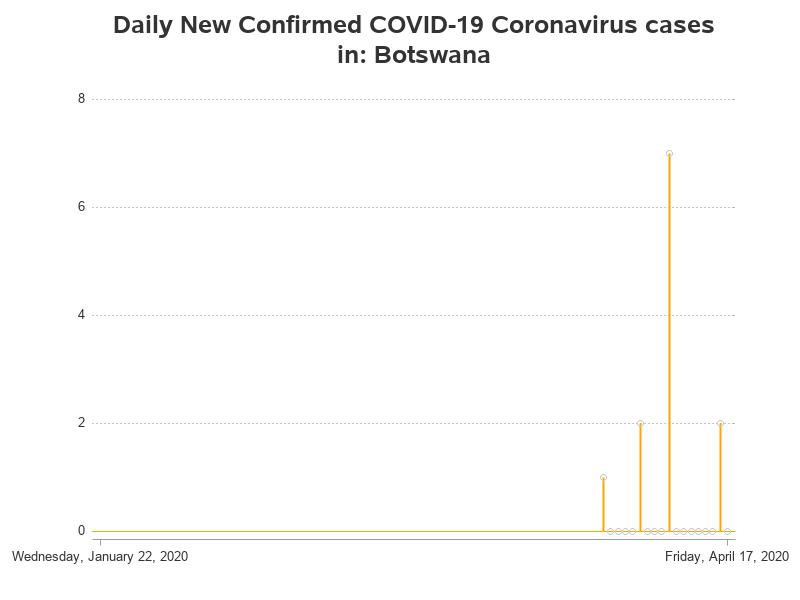 Daily New Confirmed COVID-19 Coronavirus cases
in: Botswana
8
6
4
2
0
Wednesday, January 22, 2020
Friday, April 17, 2020